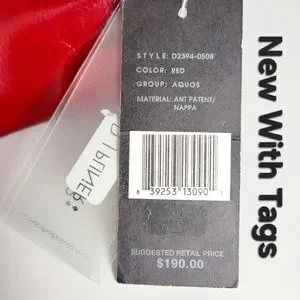 STYLE: D2394-0508
COLOR: RED
GROUP: AQUOS
MATERIAL: ANT PATENT/
NAPPA
8 39253 13090 1
SUGGESTED RETAIL PRICE
$190.00
New With Tags
J PLINER